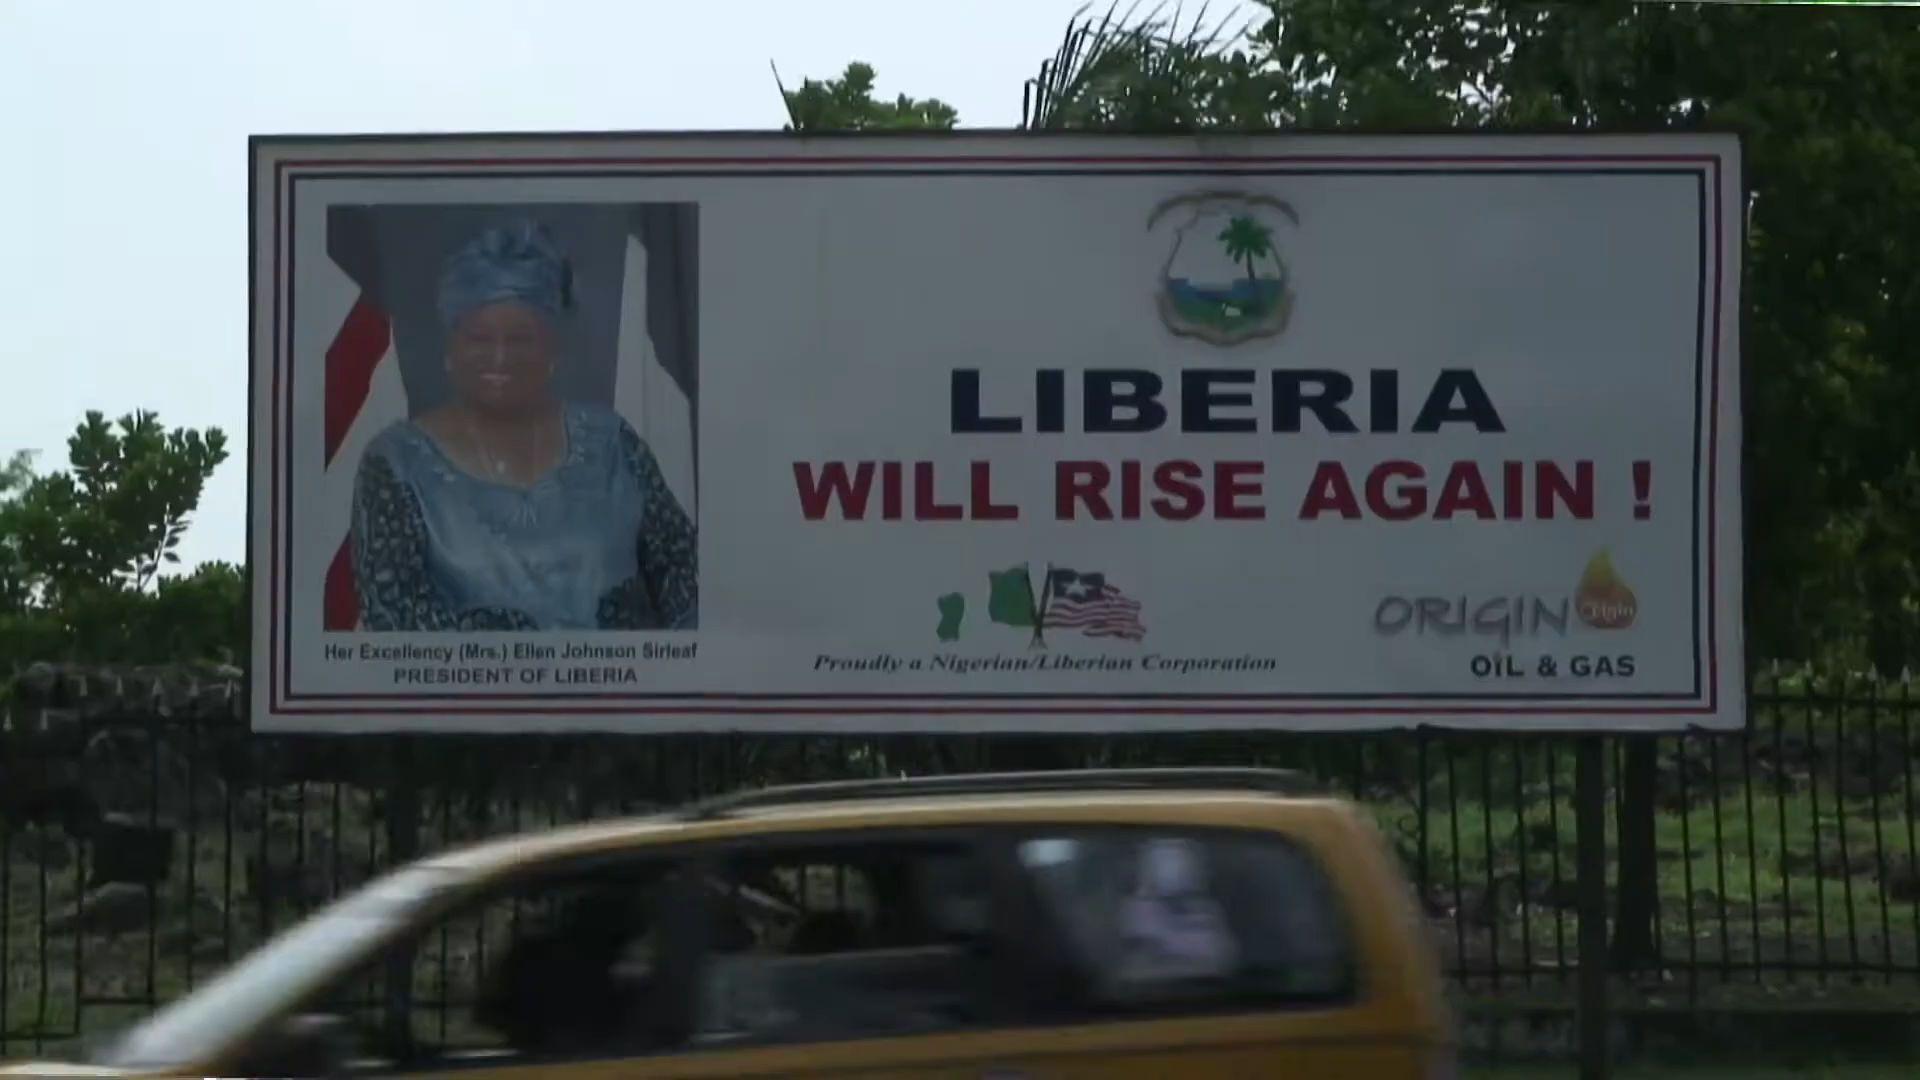 LIBERIA
WILL RISE AGAIN !
Her Excellency (Mrs.) Ellen Johnson Sirleaf
PRESIDENT OF LIBERIA
Proudly a Nigerian/Liberian Corporation
ORIGIN
Origin
OIL & GAS